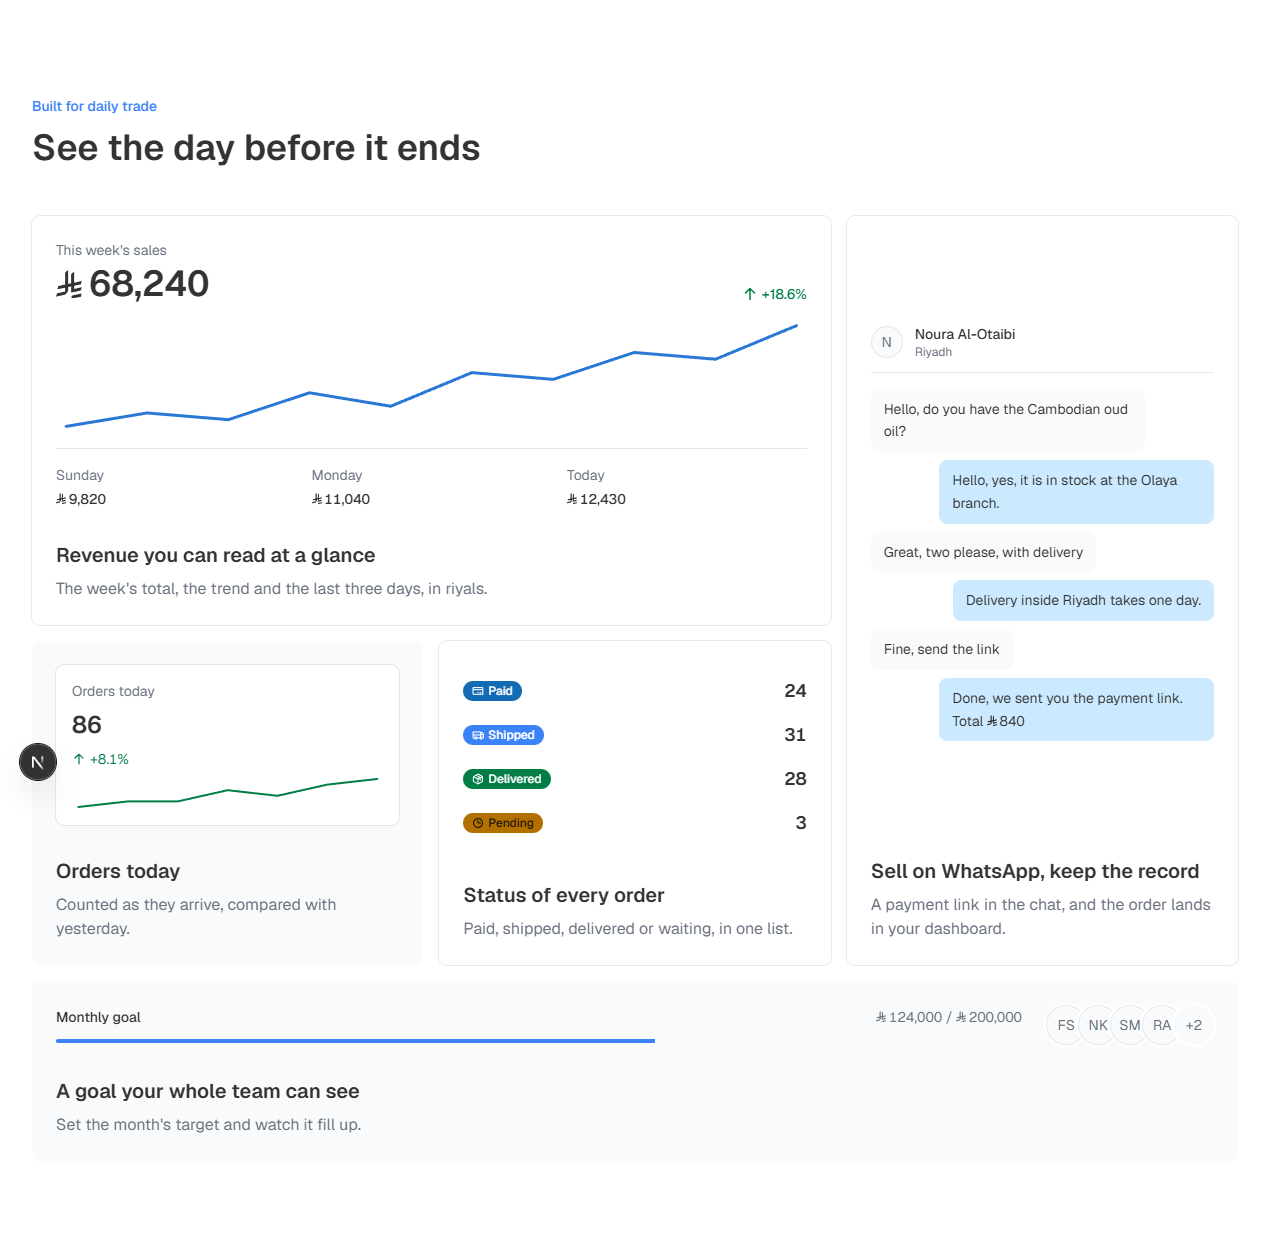 Built for daily trade
See the day before it ends
This week's sales
⃁ 68,240
+18.6%
Sunday
Monday
Today
⃁ 9,820
⃁ 11,040
⃁ 12,430
Revenue you can read at a glance
The week's total, the trend and the last three days, in riyals.
N
Noura Al-Otaibi
Riyadh
Hello, do you have the Cambodian oud
oil?
Hello, yes, it is in stock at the Olaya
branch.
Great, two please, with delivery
Delivery inside Riyadh takes one day.
Fine, send the link
Done, we sent you the payment link.
Total ⃁ 840
Sell on WhatsApp, keep the record
A payment link in the chat, and the order lands
in your dashboard.
Orders today
86
+8.1%
N
Orders today
Counted as they arrive, compared with
yesterday.
Paid 24
Shipped 31
Delivered 28
Pending 3
Status of every order
Paid, shipped, delivered or waiting, in one list.
Monthly goal
⃁ 124,000 / ⃁ 200,000
FS NK SM RA +2
A goal your whole team can see
Set the month's target and watch it fill up.